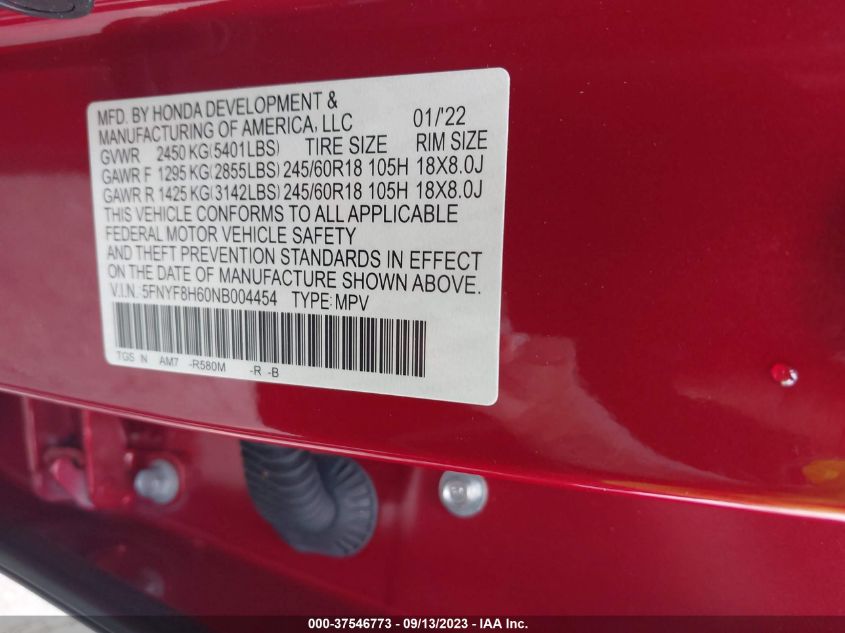 MFD. BY HONDA DEVELOPMENT &
MANUFACTURING OF AMERICA, LLC 01/'22
GVWR 2450 KG(5401LBS) TIRE SIZE RIM SIZE
GAWR F 1295 KG(2855LBS) 245/60R18 105H 18X8.0J
GAWR R 1425 KG(3142LBS) 245/60R18 105H 18X8.0J
THIS VEHICLE CONFORMS TO ALL APPLICABLE
FEDERAL MOTOR VEHICLE SAFETY
AND THEFT PREVENTION STANDARDS IN EFFECT
ON THE DATE OF MANUFACTURE SHOWN ABOVE.
V.I.N.:5FNYF8H60NB004454 TYPE:MPV
TGS N AM7 -R580M -R -B
000-37546773 - 09/13/2023 - IAA Inc.